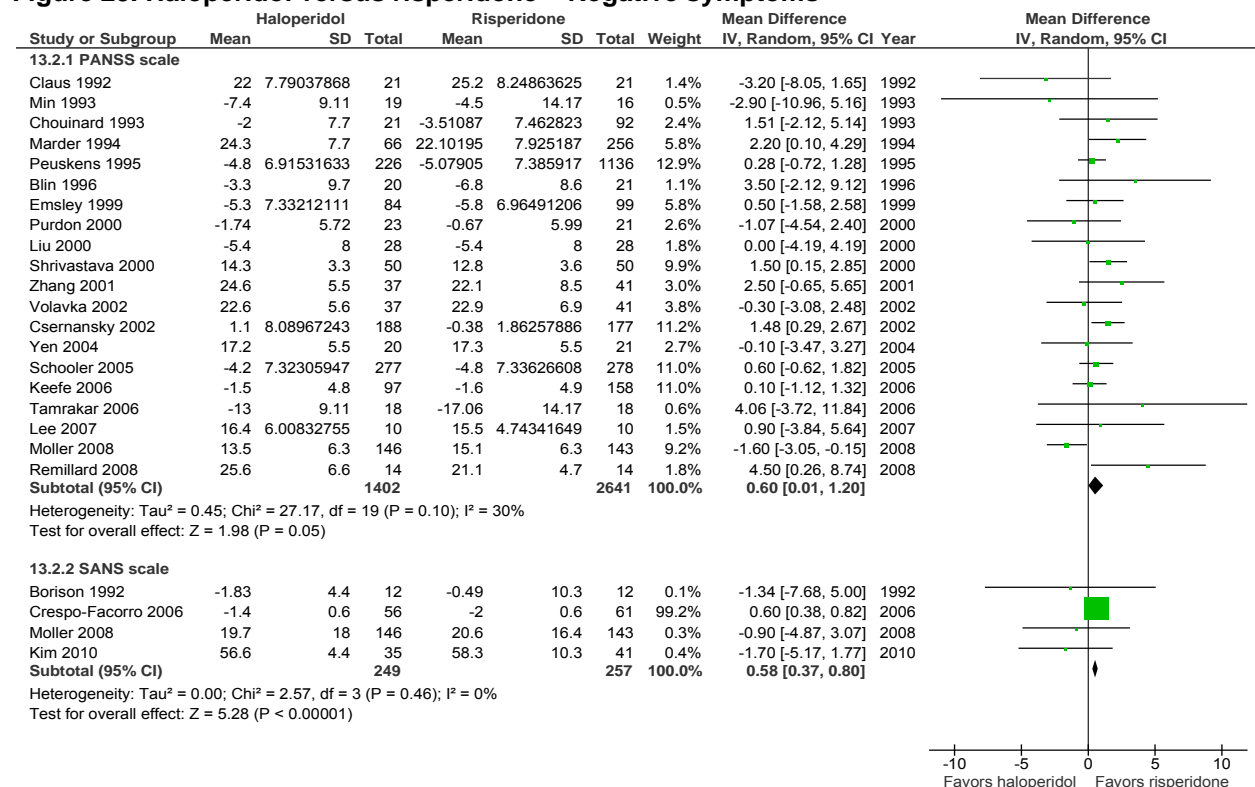 Haloperidol Risperidone Mean Difference Mean Difference
Study or Subgroup Mean SD Total Mean SD Total Weight IV, Random, 95% CI Year IV, Random, 95% CI
13.2.1 PANSS scale
Claus 1992 22 7.79037868 21 25.2 8.24863625 21 1.4% -3.20 [-8.05, 1.65] 1992
Min 1993 -7.4 9.11 19 -4.5 14.17 16 0.5% -2.90 [-10.96, 5.16] 1993
Chouinard 1993 -2 7.7 21 -3.51087 7.462823 92 2.4% 1.51 [-2.12, 5.14] 1993
Marder 1994 24.3 7.7 66 22.10195 7.925187 256 5.8% 2.20 [0.10, 4.29] 1994
Peuskens 1995 -4.8 6.91531633 226 -5.07905 7.385917 1136 12.9% 0.28 [-0.72, 1.28] 1995
Blin 1996 -3.3 9.7 20 -6.8 8.6 21 1.1% 3.50 [-2.12, 9.12] 1996
Emsley 1999 -5.3 7.33212111 84 -5.8 6.96491206 99 5.8% 0.50 [-1.58, 2.58] 1999
Purdon 2000 -1.74 5.72 23 -0.67 5.99 21 2.6% -1.07 [-4.54, 2.40] 2000
Liu 2000 -5.4 8 28 -5.4 8 28 1.8% 0.00 [-4.19, 4.19] 2000
Shrivastava 2000 14.3 3.3 50 12.8 3.6 50 9.9% 1.50 [0.15, 2.85] 2000
Zhang 2001 24.6 5.5 37 22.1 8.5 41 3.0% 2.50 [-0.65, 5.65] 2001
Volavka 2002 22.6 5.6 37 22.9 6.9 41 3.8% -0.30 [-3.08, 2.48] 2002
Csernansky 2002 1.1 8.08967243 188 -0.38 1.86257886 177 11.2% 1.48 [0.29, 2.67] 2002
Yen 2004 17.2 5.5 20 17.3 5.5 21 2.7% -0.10 [-3.47, 3.27] 2004
Schooler 2005 -4.2 7.32305947 277 -4.8 7.33626608 278 11.0% 0.60 [-0.62, 1.82] 2005
Keefe 2006 -1.5 4.8 97 -1.6 4.9 158 11.0% 0.10 [-1.12, 1.32] 2006
Tamrakar 2006 -13 9.11 18 -17.06 14.17 18 0.6% 4.06 [-3.72, 11.84] 2006
Lee 2007 16.4 6.00832755 10 15.5 4.74341649 10 1.4% 0.90 [-3.84, 5.64] 2007
Moller 2008 13.5 6.3 146 15.1 6.3 143 9.2% -1.60 [-3.05, -0.15] 2008
Remillard 2008 25.6 6.6 14 21.1 4.7 14 1.8% 4.50 [0.26, 8.74] 2008
Subtotal (95% CI) 1402 2641 100.0% 0.60 [0.01, 1.20]
Heterogeneity: Tau² = 0.45; Chi² = 27.17, df = 19 (P = 0.10); I² = 30%
Test for overall effect: Z = 1.98 (P = 0.05)
13.2.2 SANS scale
Borison 1992 -1.83 4.4 12 -0.49 10.3 12 0.1% -1.34 [-7.68, 5.00] 1992
Crespo-Facorro 2006 -1.4 0.6 56 -2 0.6 61 99.2% 0.60 [0.38, 0.82] 2006
Moller 2008 19.7 18 146 20.6 16.4 143 0.3% -0.90 [-4.87, 3.07] 2008
Kim 2010 56.6 4.4 35 58.3 10.3 41 0.4% -1.70 [-5.17, 1.77] 2010
Subtotal (95% CI) 249 257 100.0% 0.58 [0.37, 0.80]
Heterogeneity: Tau² = 0.00; Chi² = 2.57, df = 3 (P = 0.46); I² = 0%
Test for overall effect: Z = 5.28 (P < 0.00001)
-10 -5 0 5 10
Favors haloperidol Favors risperidone